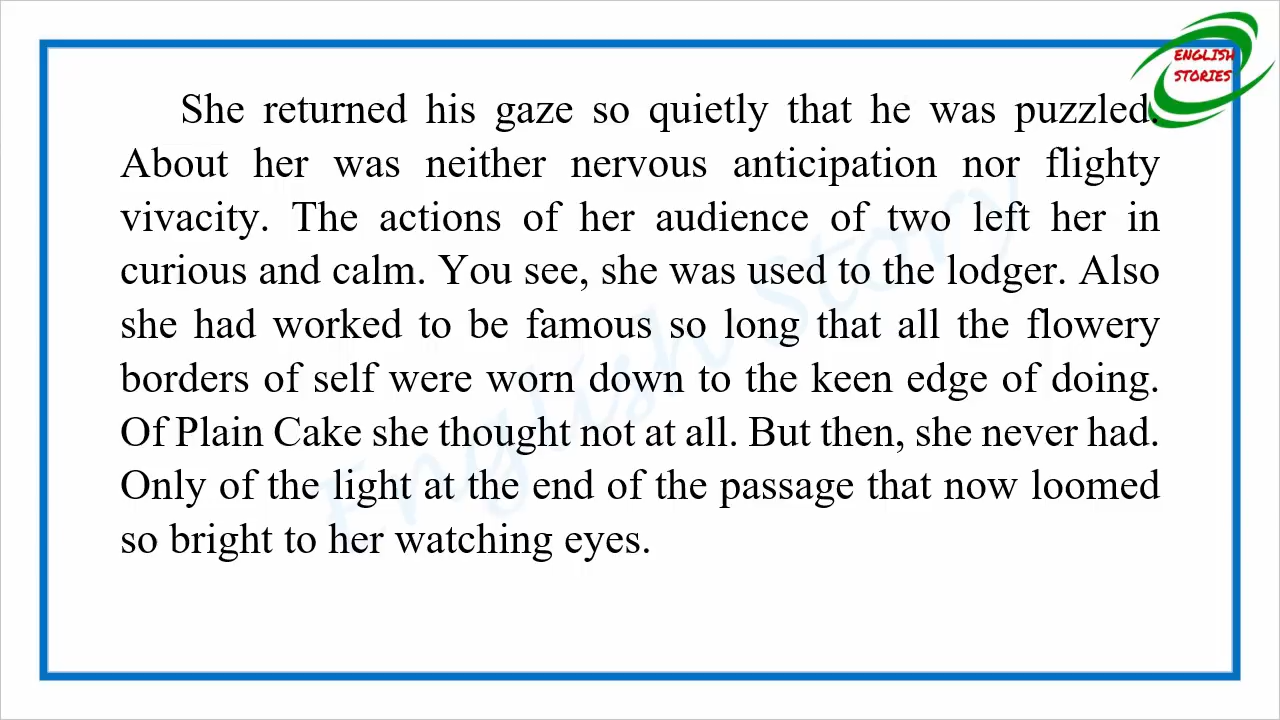 ENGLISH
STORIES
She returned his gaze so quietly that he was puzzled.
About her was neither nervous anticipation nor flighty
vivacity. The actions of her audience of two left her in
curious and calm. You see, she was used to the lodger. Also
she had worked to be famous so long that all the flowery
borders of self were worn down to the keen edge of doing.
Of Plain Cake she thought not at all. But then, she never had.
Only of the light at the end of the passage that now loomed
so bright to her watching eyes.
English Story